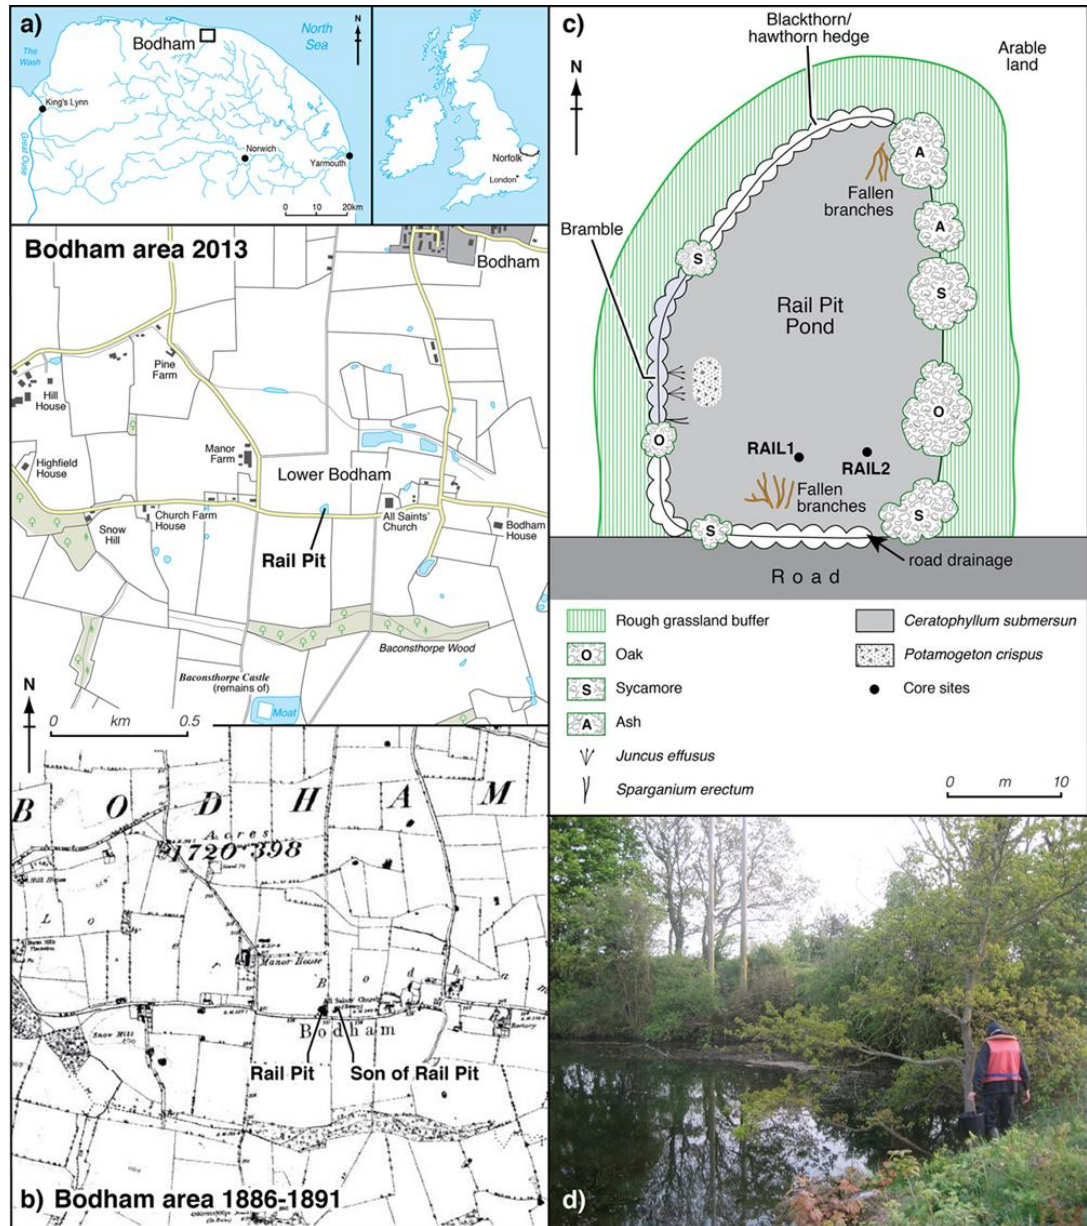 a)
Bodham
North
Sea
N
The
Wash
King's Lynn
Great Ouse
Norwich
Yarmouth
0 10 20km
Norfolk
London
Bodham area 2013
Bodham
Pine
Farm
Hill
House
Manor
Farm
Highfield
House
Lower Bodham
Church Farm
House
All Saints'
Church
Snow
Hill
Rail Pit
Bodham
House
Baconsthorpe Wood
Baconsthorpe Castle
(remains of)
Moat
N
0 km 0.5
B O D H A M
Acres
1720·398
Manor House
All Saints' Church
Bodham
Rail Pit
Son of Rail Pit
b) Bodham area 1886-1891
c)
Blackthorn/
hawthorn hedge
Arable
land
N
A
Fallen
branches
Bramble
A
S
S
Rail Pit
Pond
O
O
RAIL1
RAIL2
Fallen
branches
S
S
road drainage
Road
Rough grassland buffer
O Oak
S Sycamore
A Ash
Juncus effusus
Sparganium erectum
Ceratophyllum submersun
Potamogeton crispus
Core sites
0 m 10
d)